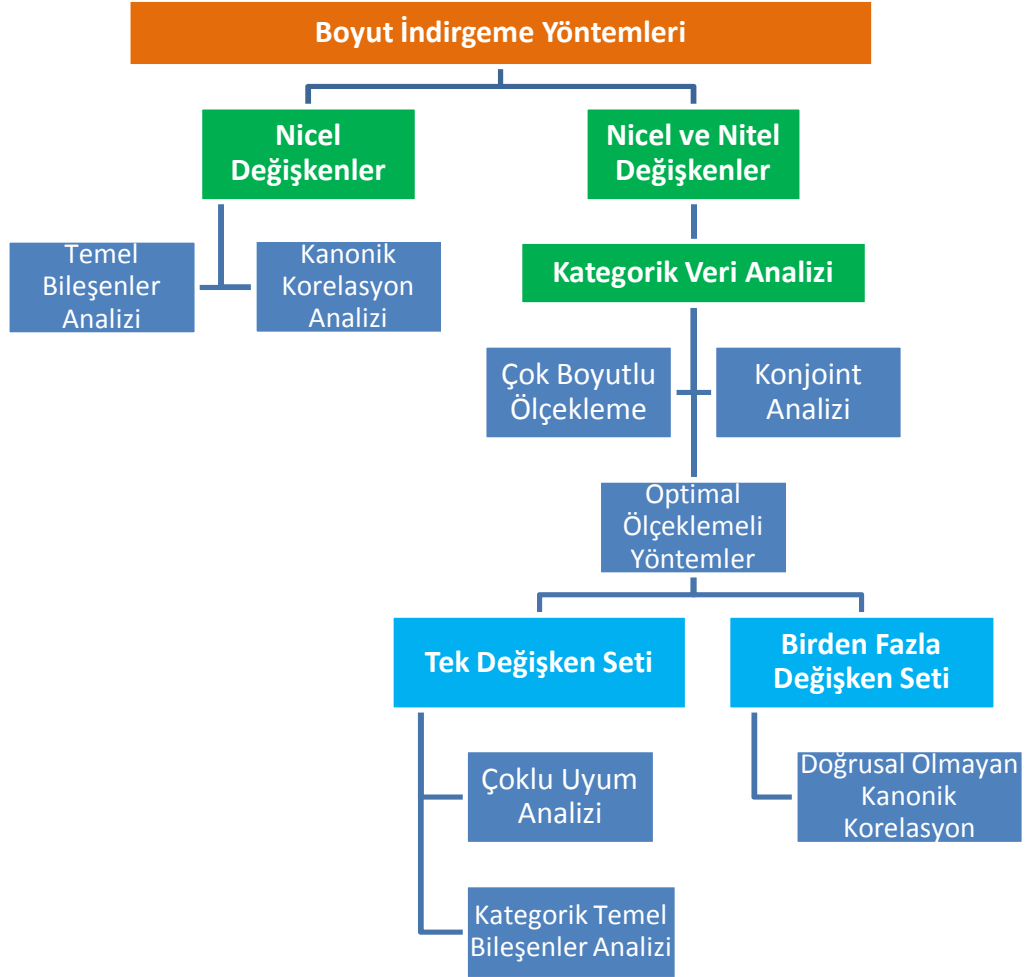 Boyut İndirgeme Yöntemleri
Nicel
Değişkenler
Nicel ve Nitel
Değişkenler
Temel
Bileşenler
Analizi
Kanonik
Korelasyon
Analizi
Kategorik Veri Analizi
Çok Boyutlu
Ölçekleme
Konjoint
Analizi
Optimal
Ölçeklemeli
Yöntemler
Tek Değişken Seti
Birden Fazla
Değişken Seti
Çoklu Uyum
Analizi
Doğrusal Olmayan
Kanonik
Korelasyon
Kategorik Temel
Bileşenler Analizi